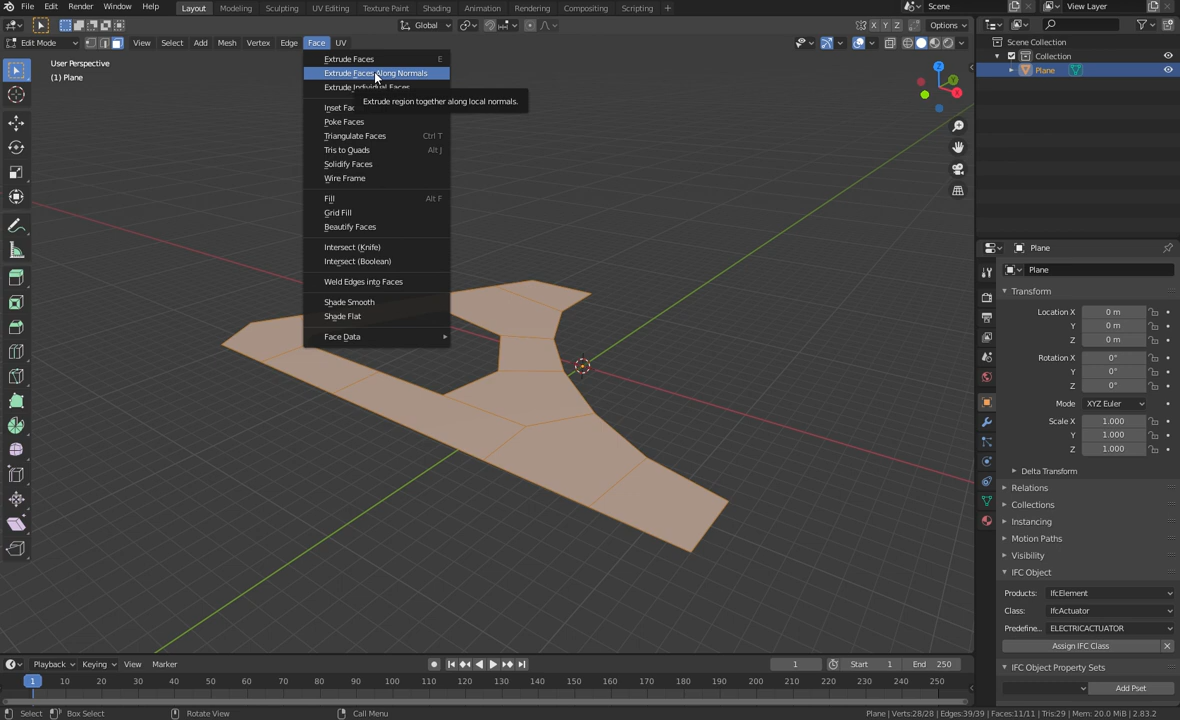 File Edit Render Window Help Layout Modeling Sculpting UV Editing Texture Paint Shading Animation Rendering Compositing Scripting + Scene View Layer
Global X Y Z Options
Edit Mode View Select Add Mesh Vertex Edge Face UV
User Perspective
(1) Plane
Extrude Faces E
Extrude Faces Along Normals
Extrude Individual Faces
Extrude region together along local normals.
Inset Fac
Poke Faces
Triangulate Faces Ctrl T
Tris to Quads Alt J
Solidify Faces
Wire Frame
Fill Alt F
Grid Fill
Beautify Faces
Intersect (Knife)
Intersect (Boolean)
Weld Edges into Faces
Shade Smooth
Shade Flat
Face Data
Z
Y
X
Scene Collection
Collection
Plane
Plane
Plane
Transform
Location X 0 m
Y 0 m
Z 0 m
Rotation X 0°
Y 0°
Z 0°
Mode XYZ Euler
Scale X 1.000
Y 1.000
Z 1.000
Delta Transform
Relations
Collections
Instancing
Motion Paths
Visibility
IFC Object
Products: IfcElement
Class: IfcActuator
Predefine... ELECTRICACTUATOR
Assign IFC Class
IFC Object Property Sets
Add Pset
Playback Keying View Marker 1 Start 1 End 250
1 10 20 30 40 50 60 70 80 90 100 110 120 130 140 150 160 170 180 190 200 210 220 230 240 250
Select Box Select Rotate View Call Menu Plane | Verts:28/28 | Edges:39/39 | Faces:11/11 | Tris:29 | Mem: 20.0 MiB | 2.83.2